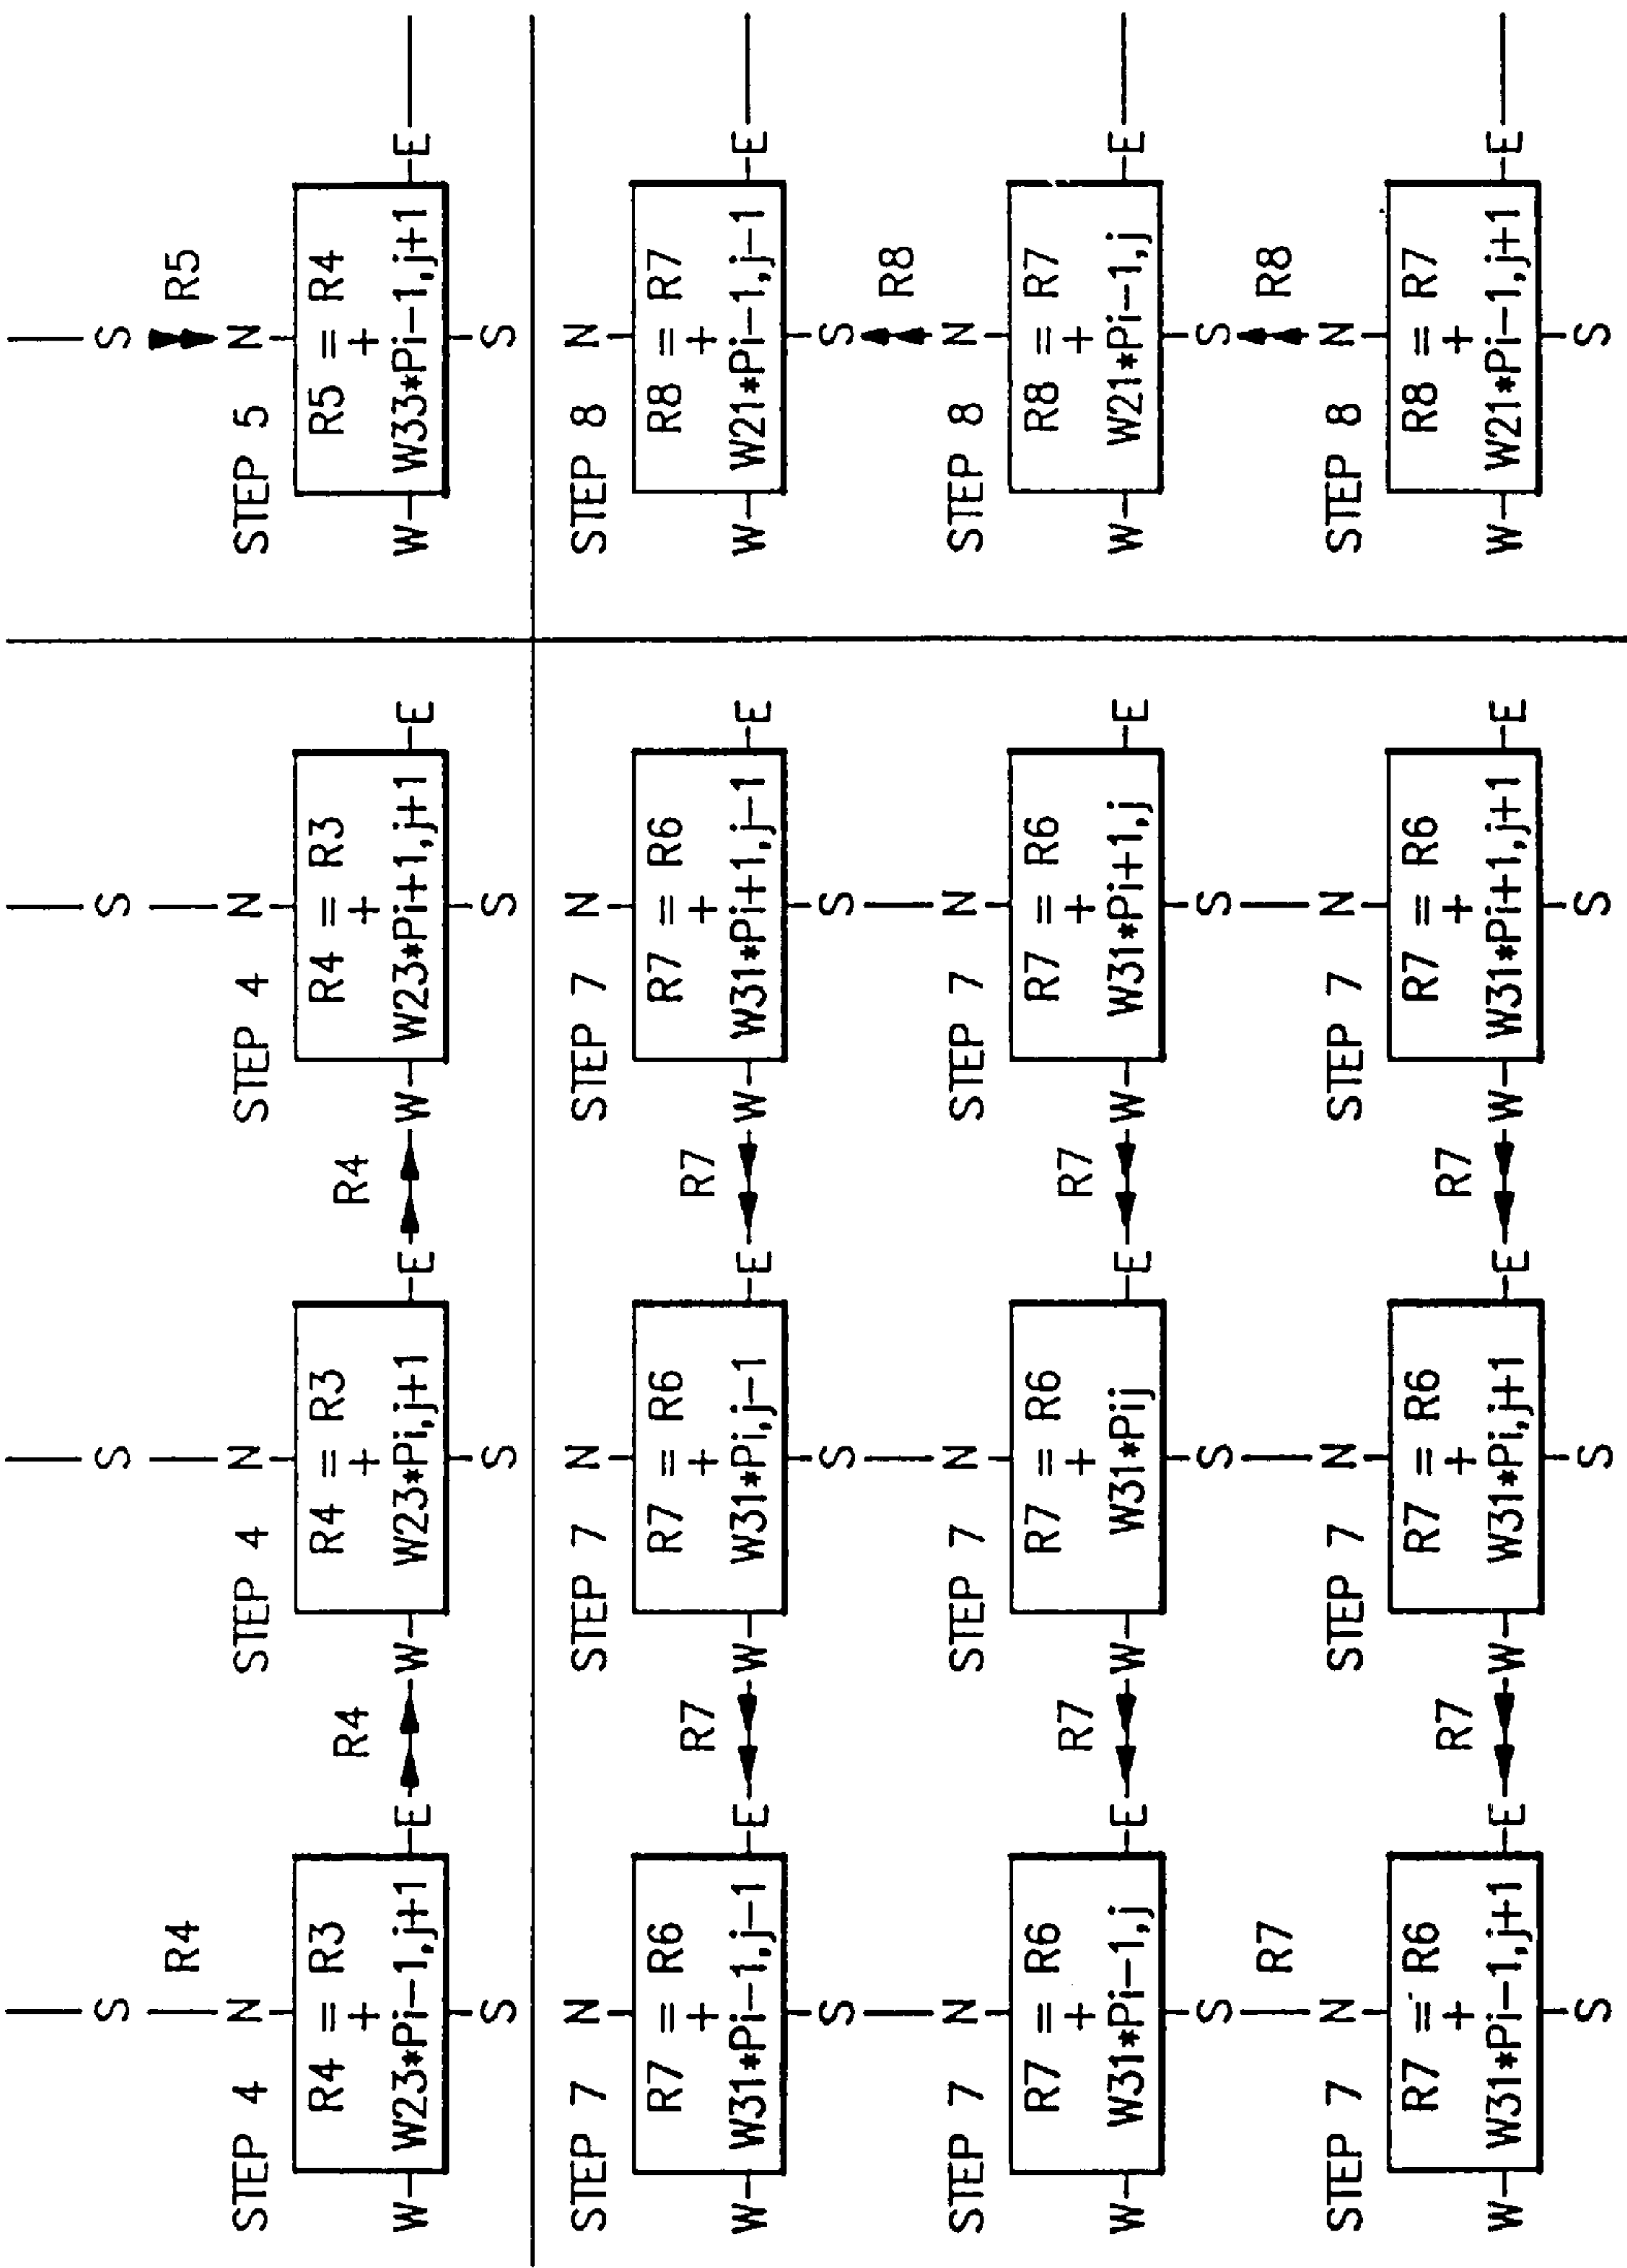 S S S S
R4 R5
STEP 4 N STEP 4 N STEP 4 N STEP 5 N
R4 = R3 R4 = R3 R4 = R3 R5 = R4
+ R4 + R4 + +
W W23*Pi-1,j+1 E W W23*Pi,j+1 E W W23*Pi+1,j+1 E W W33*Pi-1,j+1 E
S S S S
STEP 7 N STEP 7 N STEP 7 N STEP 8 N
R7 = R6 R7 = R6 R7 = R6 R8 = R7
+ R7 + R7 + +
W W31*Pi-1,j-1 E W W31*Pi,j-1 E W W31*Pi+1,j-1 E W W21*Pi-1,j-1 E
S S S S
R8
STEP 7 N STEP 7 N STEP 7 N STEP 8 N
R7 = R6 R7 = R6 R7 = R6 R8 = R7
+ R7 + R7 + +
W W31*Pi-1,j E W W31*Pij E W W31*Pi+1,j E W W21*Pi-1,j E
S S S S
R7 R8
STEP 7 N STEP 7 N STEP 7 N STEP 8 N
R7 = R6 R7 = R6 R7 = R6 R8 = R7
+ R7 + R7 + +
W W31*Pi-1,j+1 E W W31*Pi,j+1 E W W31*Pi+1,j+1 E W W21*Pi-1,j+1 E
S S S S